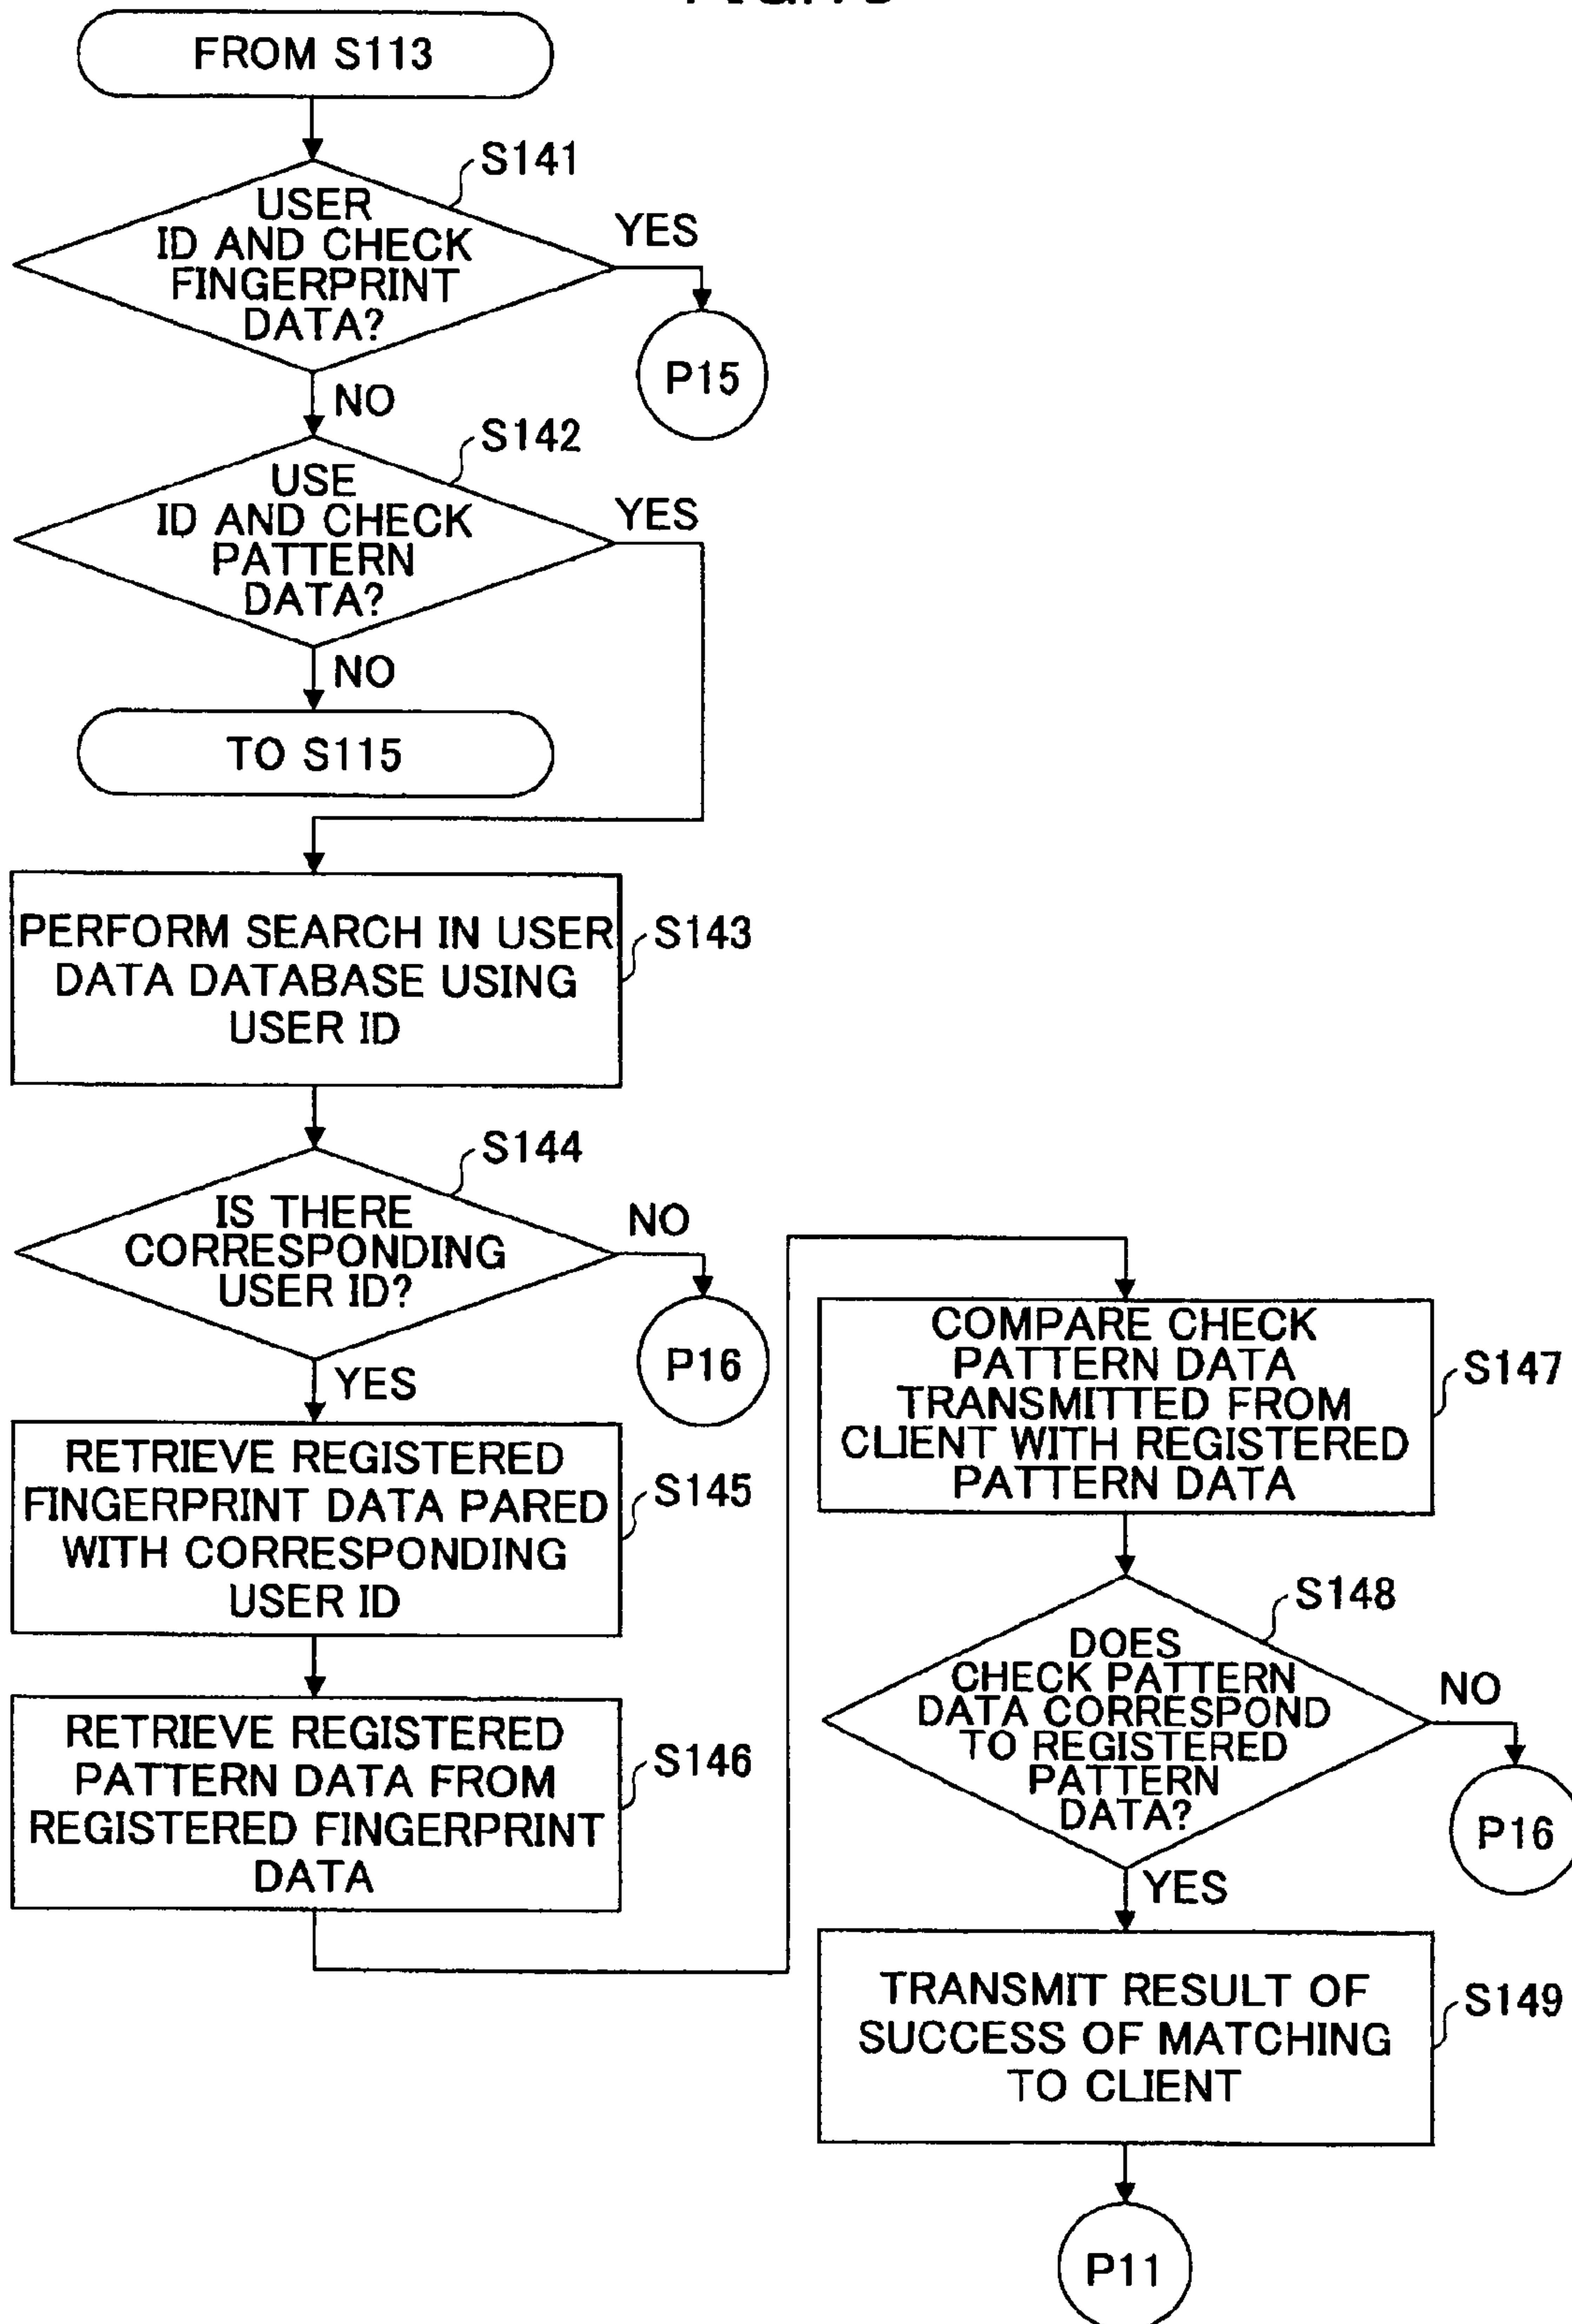 FROM S113
S141
USER
ID AND CHECK
FINGERPRINT
DATA?
YES
P15
NO
S142
USE
ID AND CHECK
PATTERN
DATA?
YES
NO
TO S115
PERFORM SEARCH IN USER
DATA DATABASE USING
USER ID
S143
S144
IS THERE
CORRESPONDING
USER ID?
NO
P16
YES
RETRIEVE REGISTERED
FINGERPRINT DATA PARED
WITH CORRESPONDING
USER ID
S145
RETRIEVE REGISTERED
PATTERN DATA FROM
REGISTERED FINGERPRINT
DATA
S146
COMPARE CHECK
PATTERN DATA
TRANSMITTED FROM
CLIENT WITH REGISTERED
PATTERN DATA
S147
S148
DOES
CHECK PATTERN
DATA CORRESPOND
TO REGISTERED
PATTERN
DATA?
NO
P16
YES
TRANSMIT RESULT OF
SUCCESS OF MATCHING
TO CLIENT
S149
P11